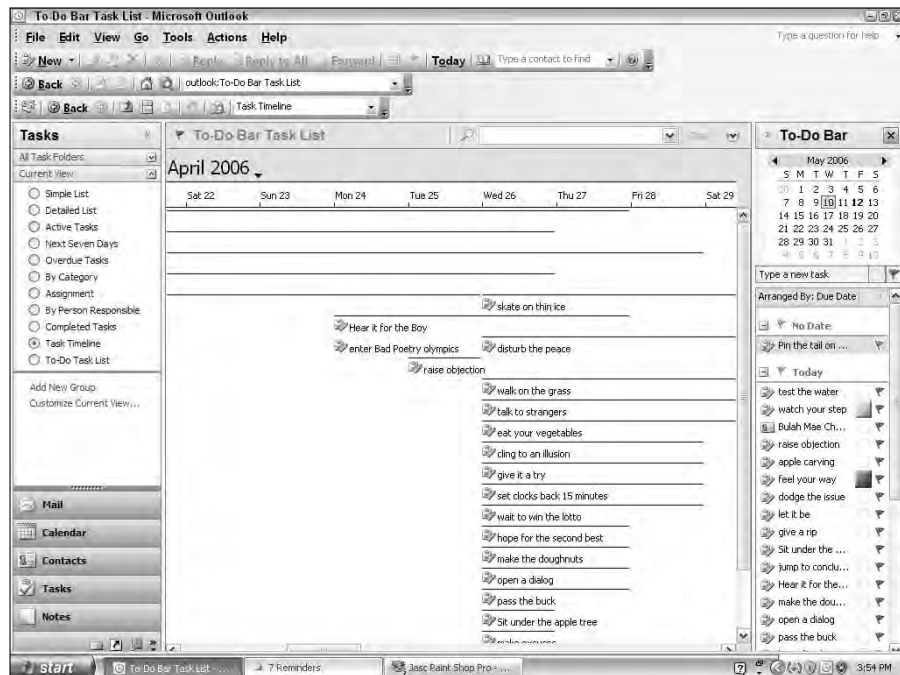 To-Do Bar Task List - Microsoft Outlook
File Edit View Go Tools Actions Help
Type a question for help
New Reply Reply to All Forward Today Type a contact to find
Back outlook:To-Do Bar Task List
Back Task Timeline
Tasks
All Task Folders
Current View
Simple List
Detailed List
Active Tasks
Next Seven Days
Overdue Tasks
By Category
Assignment
By Person Responsible
Completed Tasks
Task Timeline
To-Do Task List
Add New Group
Customize Current View...
Mail
Calendar
Contacts
Tasks
Notes
To-Do Bar Task List
April 2006
Sat 22 Sun 23 Mon 24 Tue 25 Wed 26 Thu 27 Fri 28 Sat 29
skate on thin ice
Hear it for the Boy
enter Bad Poetry olympics disturb the peace
raise objection
walk on the grass
talk to strangers
eat your vegetables
cling to an illusion
give it a try
set clocks back 15 minutes
wait to win the lotto
hope for the second best
make the doughnuts
open a dialog
pass the buck
Sit under the apple tree
make excuses
To-Do Bar
May 2006
S M T W T F S
30 1 2 3 4 5 6
7 8 9 10 11 12 13
14 15 16 17 18 19 20
21 22 23 24 25 26 27
28 29 30 31 1 2 3
4 5 6 7 8 9 10
Type a new task
Arranged By: Due Date
No Date
Pin the tail on ...
Today
test the water
watch your step
Bulah Mae Ch...
raise objection
apple carving
feel your way
dodge the issue
let it be
give a rip
Sit under the ...
jump to conclu...
Hear it for the...
make the dou...
open a dialog
pass the buck
start To-Do Bar Task List - ... 7 Reminders Jasc Paint Shop Pro - ... 3:54 PM